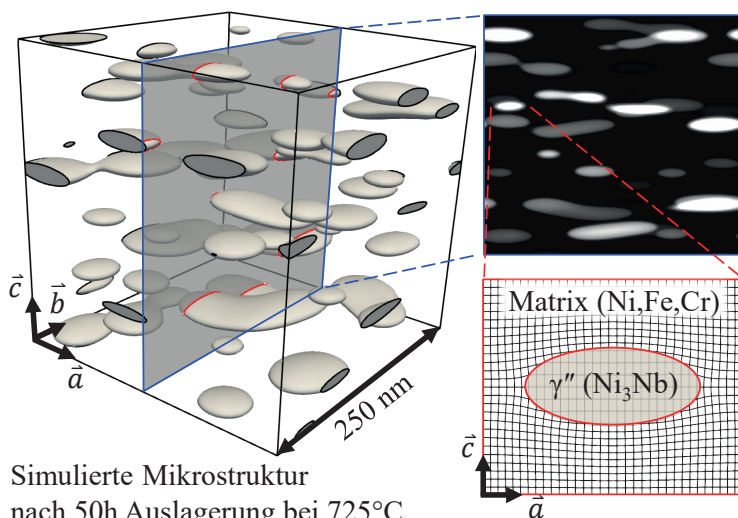 c⃗
b⃗
a⃗
250 nm
Matrix (Ni,Fe,Cr)
γ″ (Ni₃Nb)
c⃗
a⃗
Simulierte Mikrostruktur
nach 50h Auslagerung bei 725°C